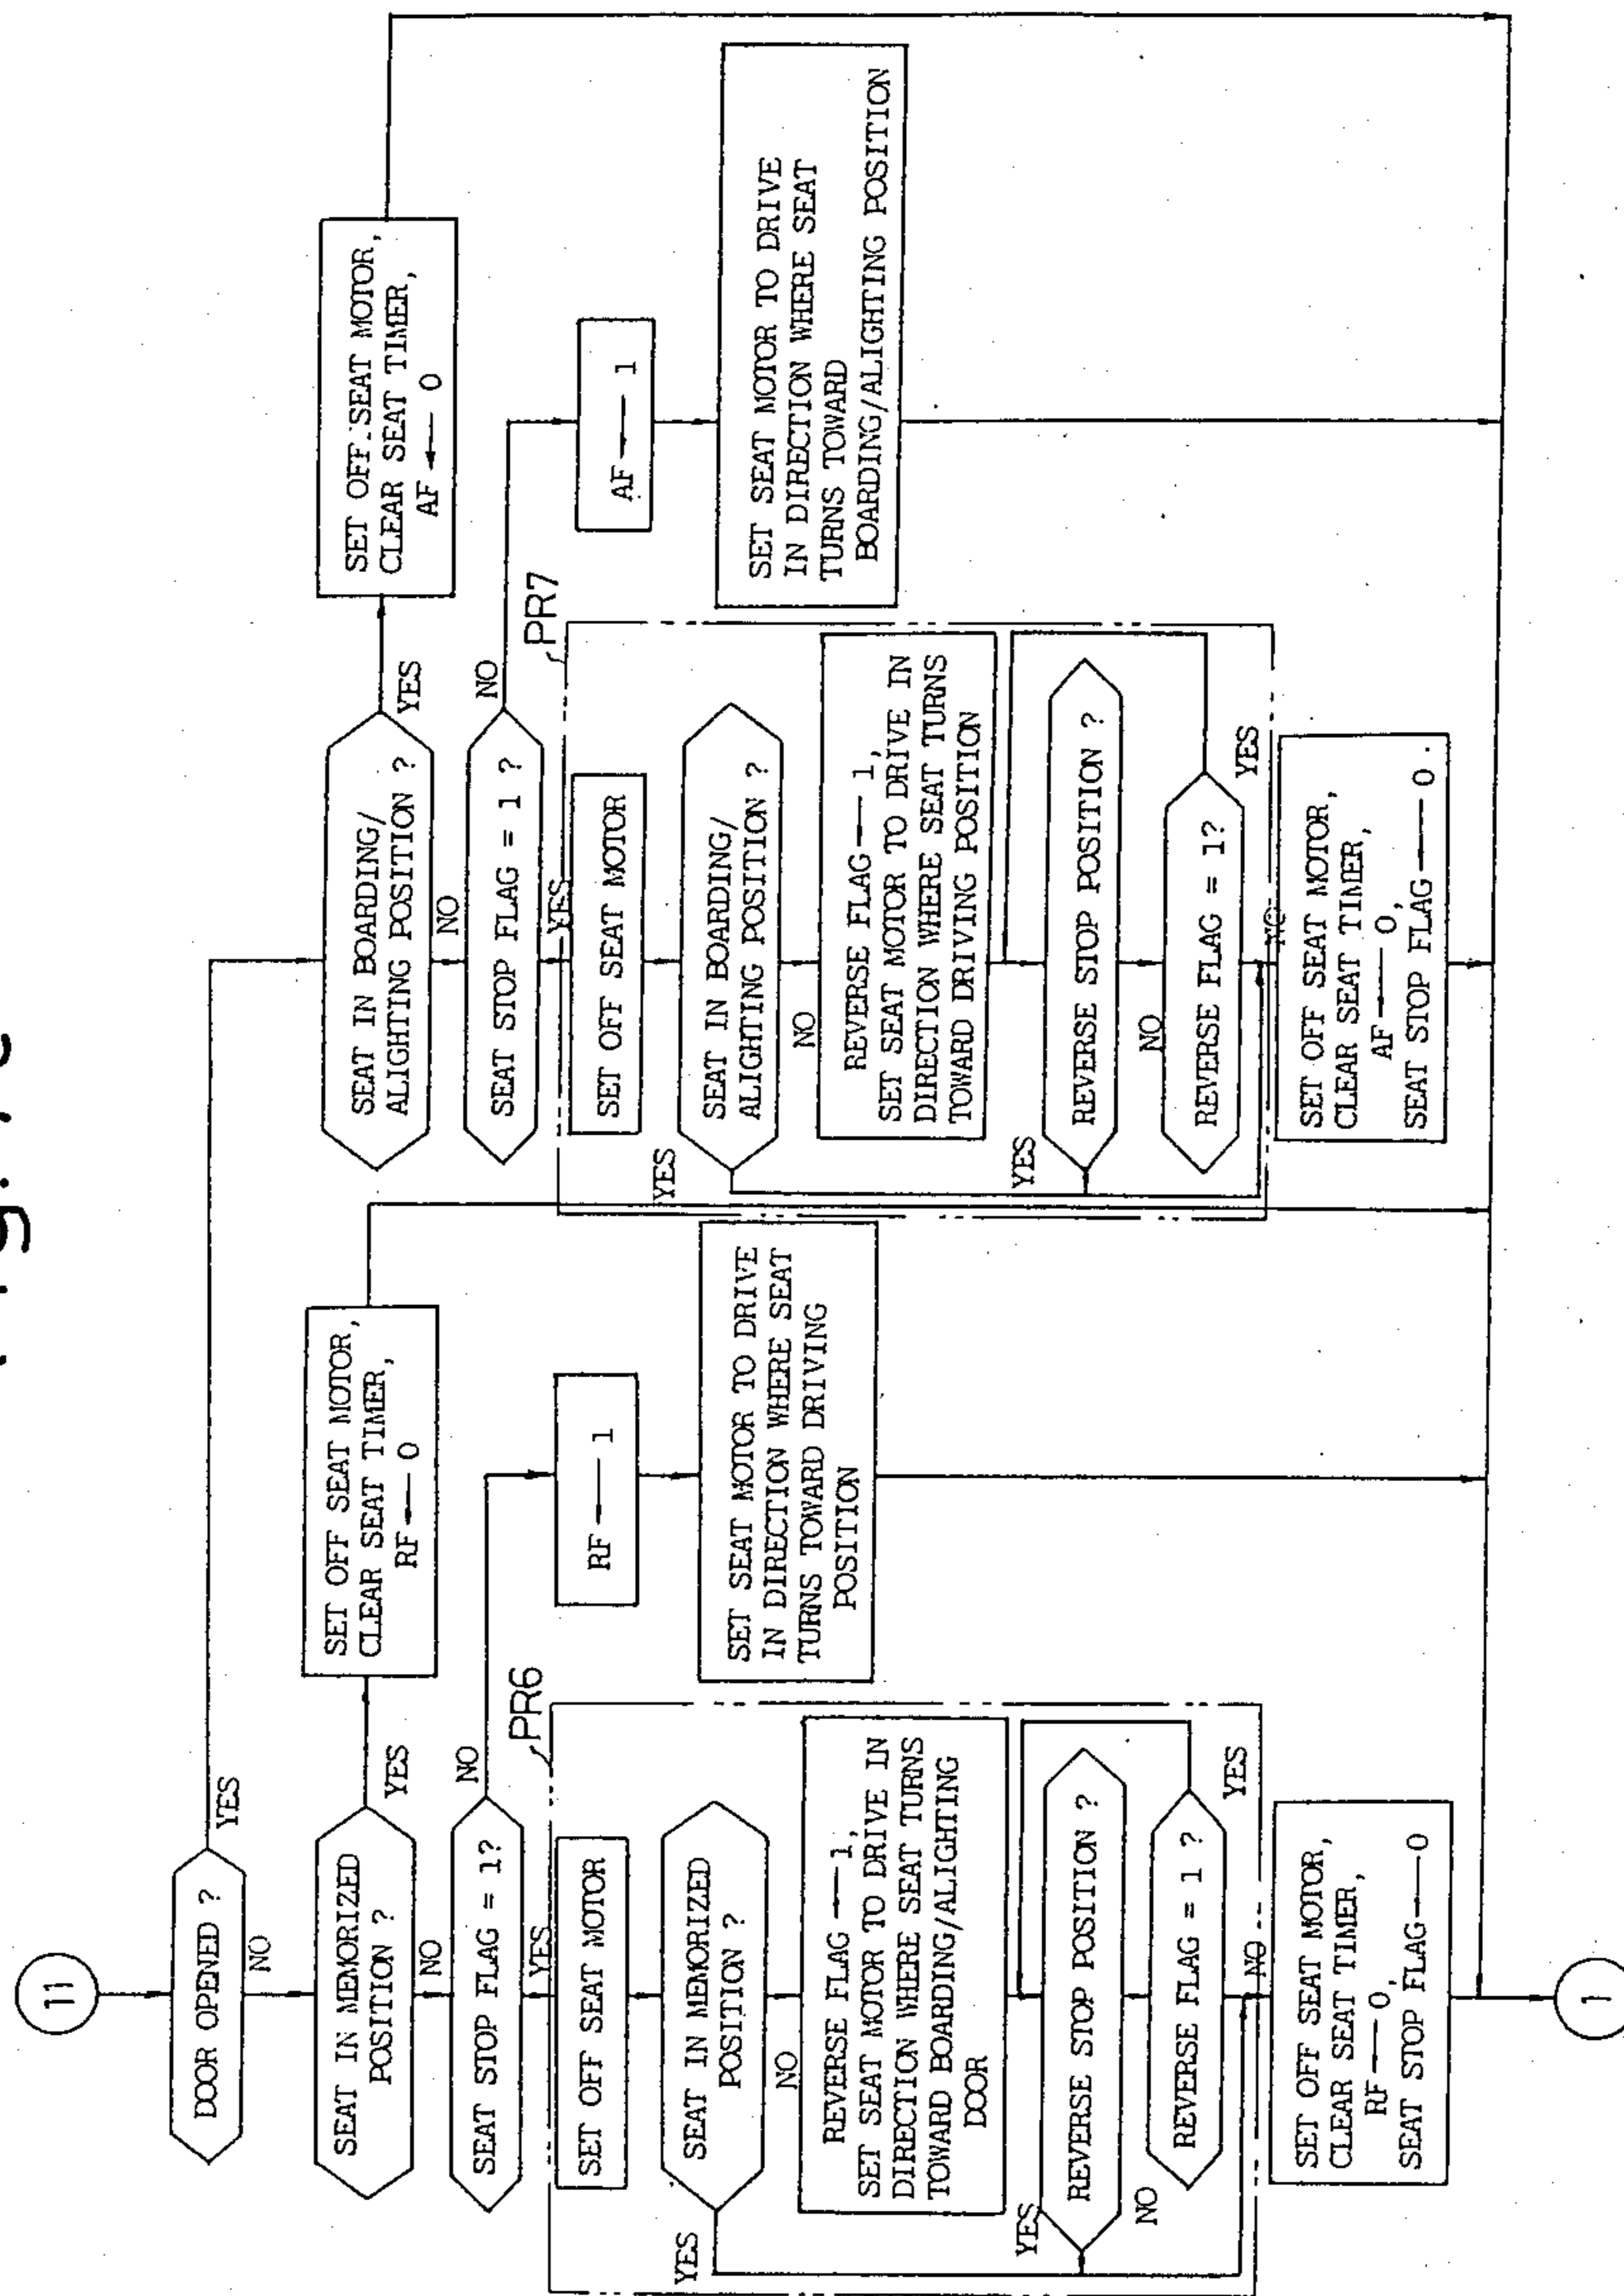 11
DOOR OPENED ?
YES
NO
SEAT IN MEMORIZED
POSITION ?
YES
SET OFF SEAT MOTOR,
CLEAR SEAT TIMER,
RF ← 0
NO
SEAT STOP FLAG = 1?
NO
RF ← 1
SET SEAT MOTOR TO DRIVE
IN DIRECTION WHERE SEAT
TURNS TOWARD DRIVING
POSITION
YES
PR6
SET OFF SEAT MOTOR
SEAT IN MEMORIZED
POSITION ?
YES
NO
REVERSE FLAG ← 1,
SET SEAT MOTOR TO DRIVE IN
DIRECTION WHERE SEAT TURNS
TOWARD BOARDING/ALIGHTING
DOOR
REVERSE STOP POSITION ?
YES
NO
REVERSE FLAG = 1 ?
YES
NO
SET OFF SEAT MOTOR,
CLEAR SEAT TIMER,
RF ← 0,
SEAT STOP FLAG ← 0
SEAT IN BOARDING/
ALIGHTING POSITION ?
YES
SET OFF SEAT MOTOR,
CLEAR SEAT TIMER,
AF ← 0
NO
SEAT STOP FLAG = 1 ?
NO
AF ← 1
SET SEAT MOTOR TO DRIVE
IN DIRECTION WHERE SEAT
TURNS TOWARD
BOARDING/ALIGHTING POSITION
YES
PR7
SET OFF SEAT MOTOR
SEAT IN BOARDING/
ALIGHTING POSITION ?
YES
NO
REVERSE FLAG ← 1,
SET SEAT MOTOR TO DRIVE IN
DIRECTION WHERE SEAT TURNS
TOWARD DRIVING POSITION
REVERSE STOP POSITION ?
YES
NO
REVERSE FLAG = 1?
YES
NO
SET OFF SEAT MOTOR,
CLEAR SEAT TIMER,
AF ← 0,
SEAT STOP FLAG ← 0
1